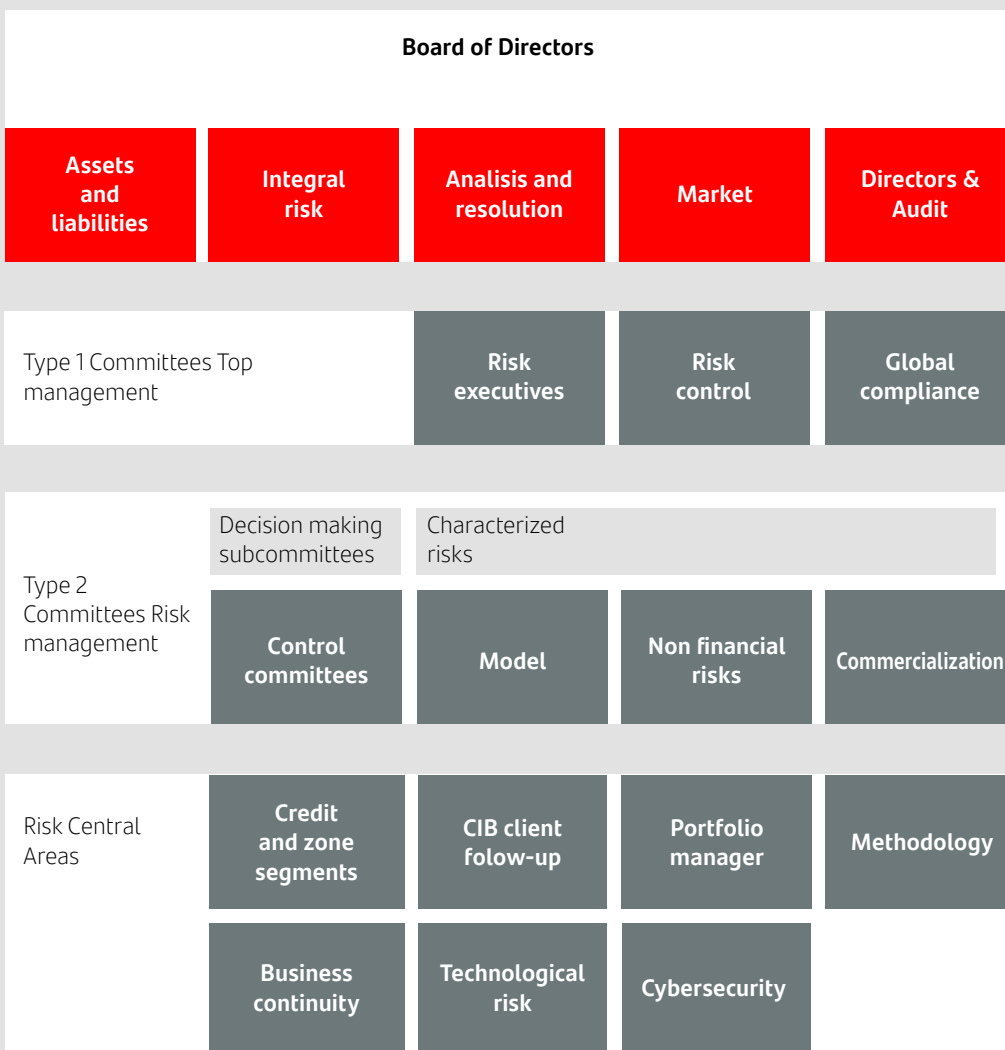 Board of Directors
Assets
and
liabilities
Integral
risk
Analisis and
resolution
Market
Directors &
Audit
Type 1 Committees Top
management
Risk
executives
Risk
control
Global
compliance
Type 2
Committees Risk
management
Decision making
subcommittees
Characterized
risks
Control
committees
Model
Non financial
risks
Commercialization
Risk Central
Areas
Credit
and zone
segments
CIB client
folow-up
Portfolio
manager
Methodology
Business
continuity
Technological
risk
Cybersecurity